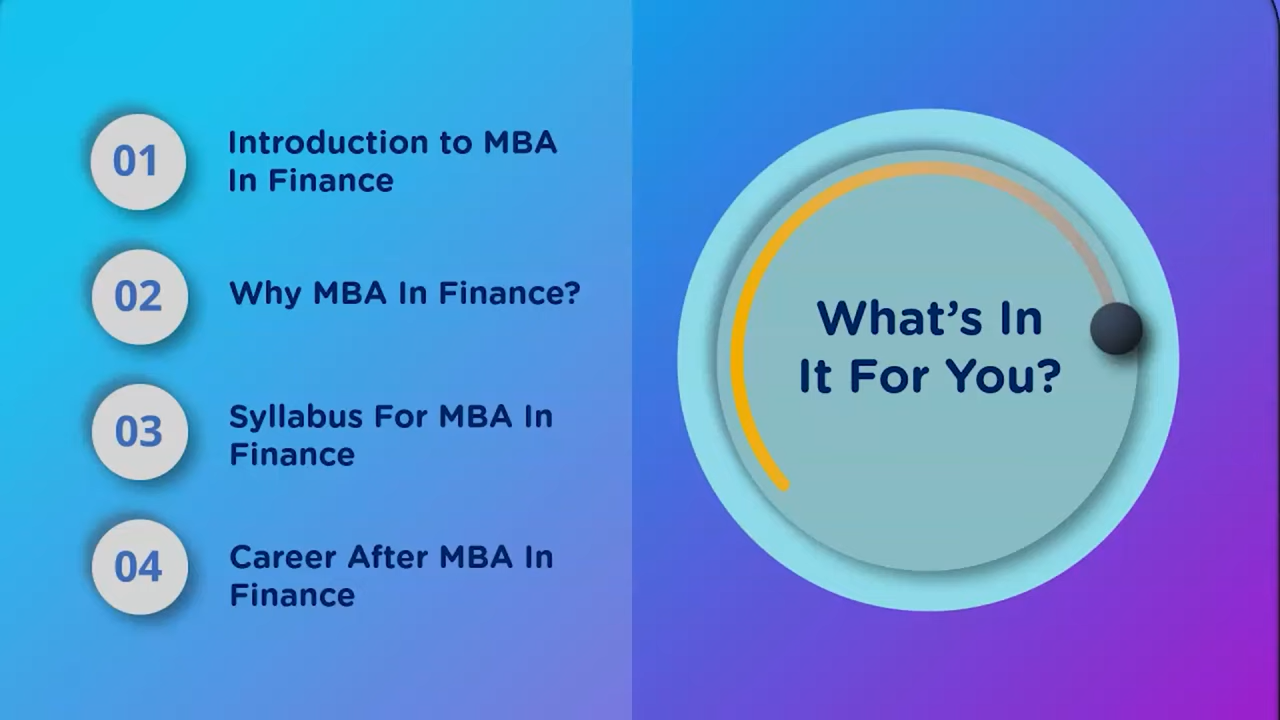 01
Introduction to MBA
In Finance
02
Why MBA In Finance?
03
Syllabus For MBA In
Finance
04
Career After MBA In
Finance
What’s In
It For You?